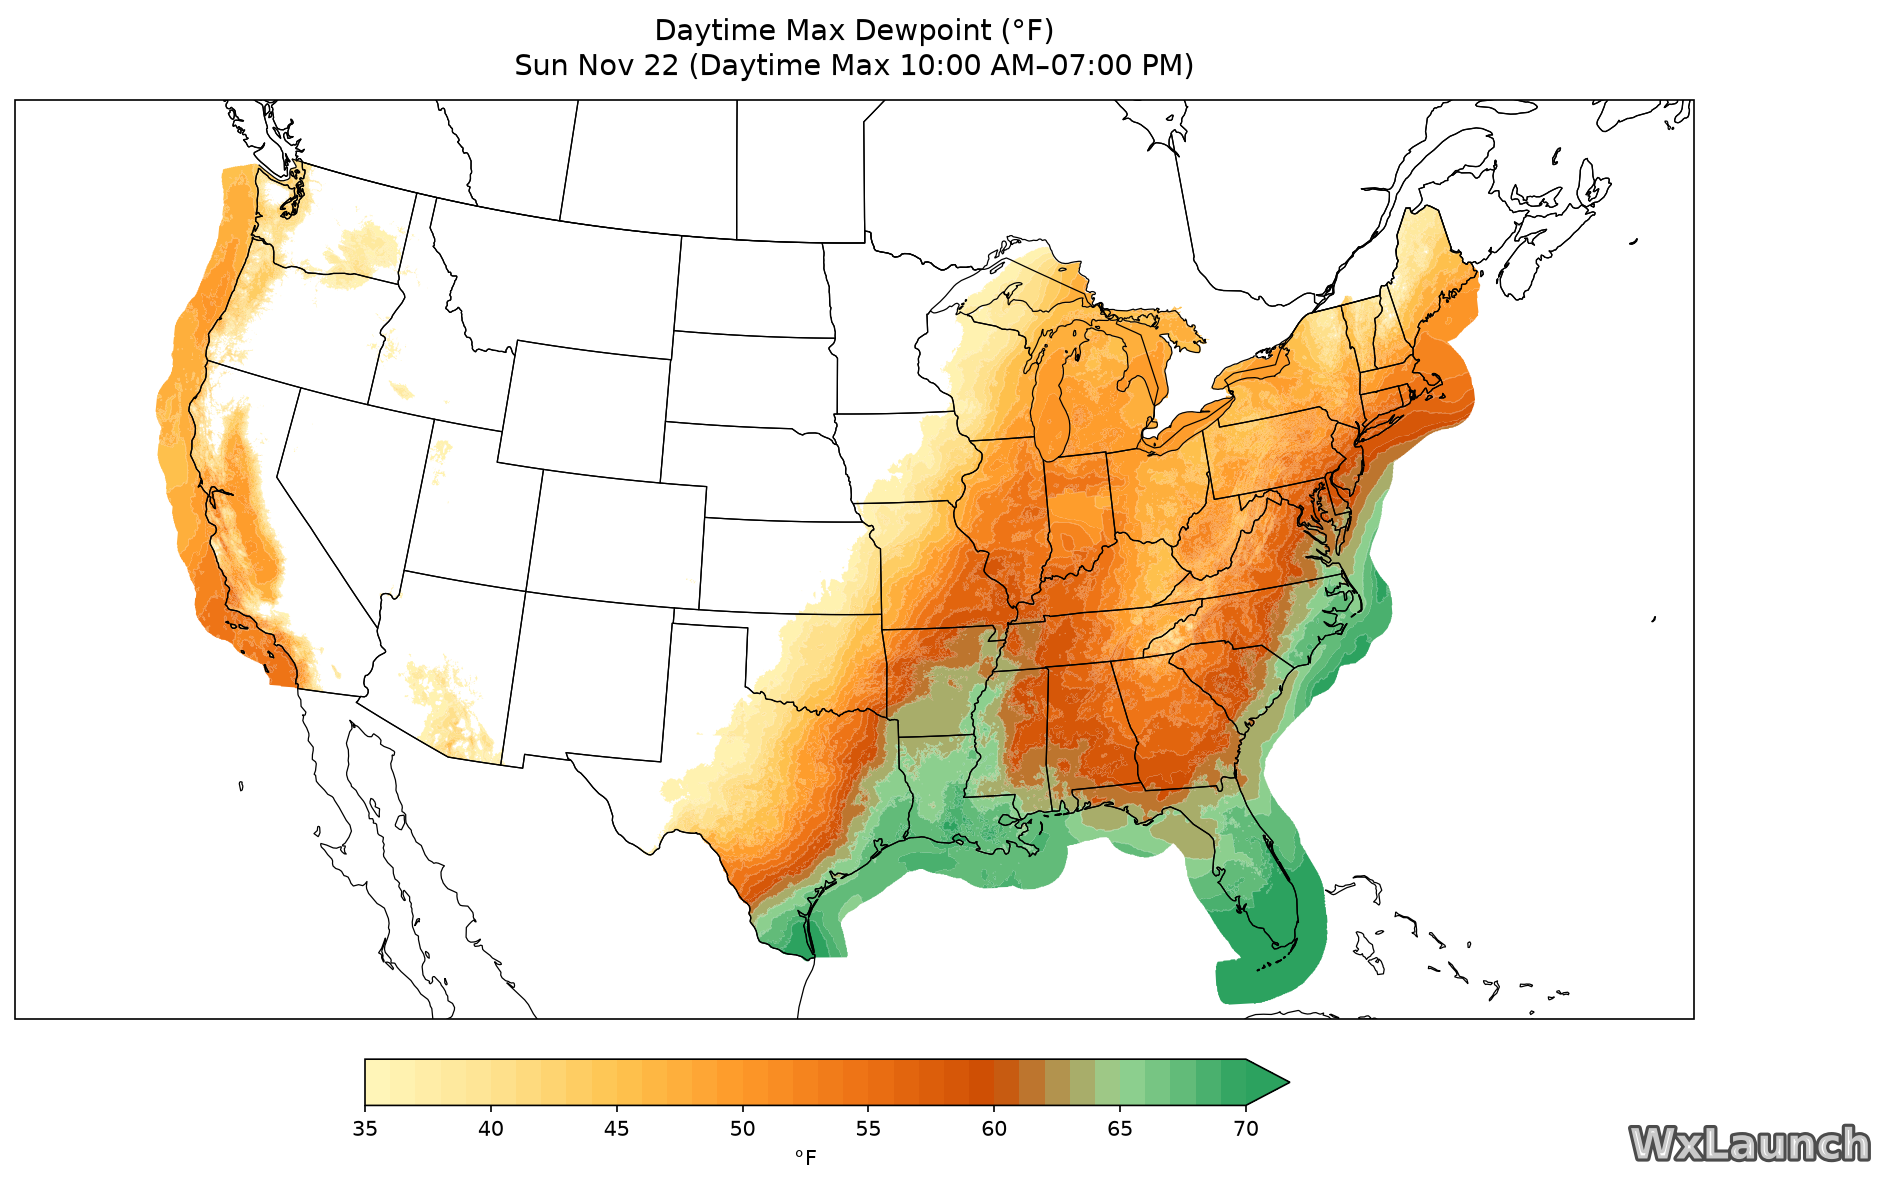 Daytime Max Dewpoint (°F)
Sun Nov 22 (Daytime Max 10:00 AM–07:00 PM)
35 40 45 50 55 60 65 70
°F
WxLaunch